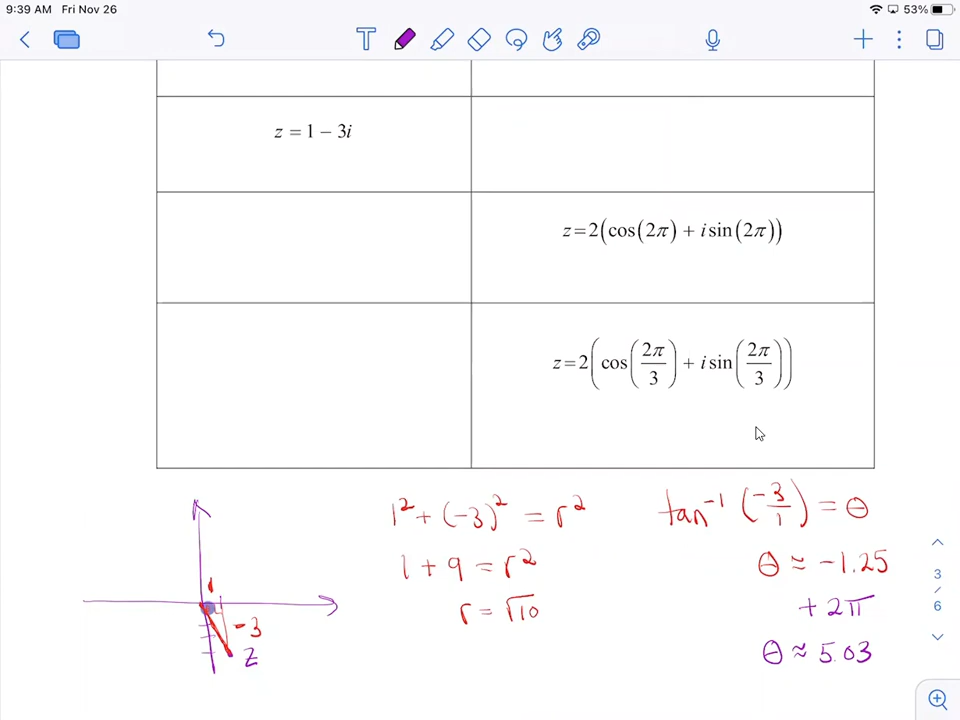 9:39 AM Fri Nov 26
53%
T
z = 1 − 3i
z=2(cos(2π) + i sin(2π))
z=2(cos(2π/3) + i sin(2π/3))
1² + (-3)² = r²
1 + 9 = r²
r = √10
tan⁻¹ (-3/1) = θ
θ ≈ -1.25
+ 2π
θ ≈ 5.03
1
-3
z
3
/
6